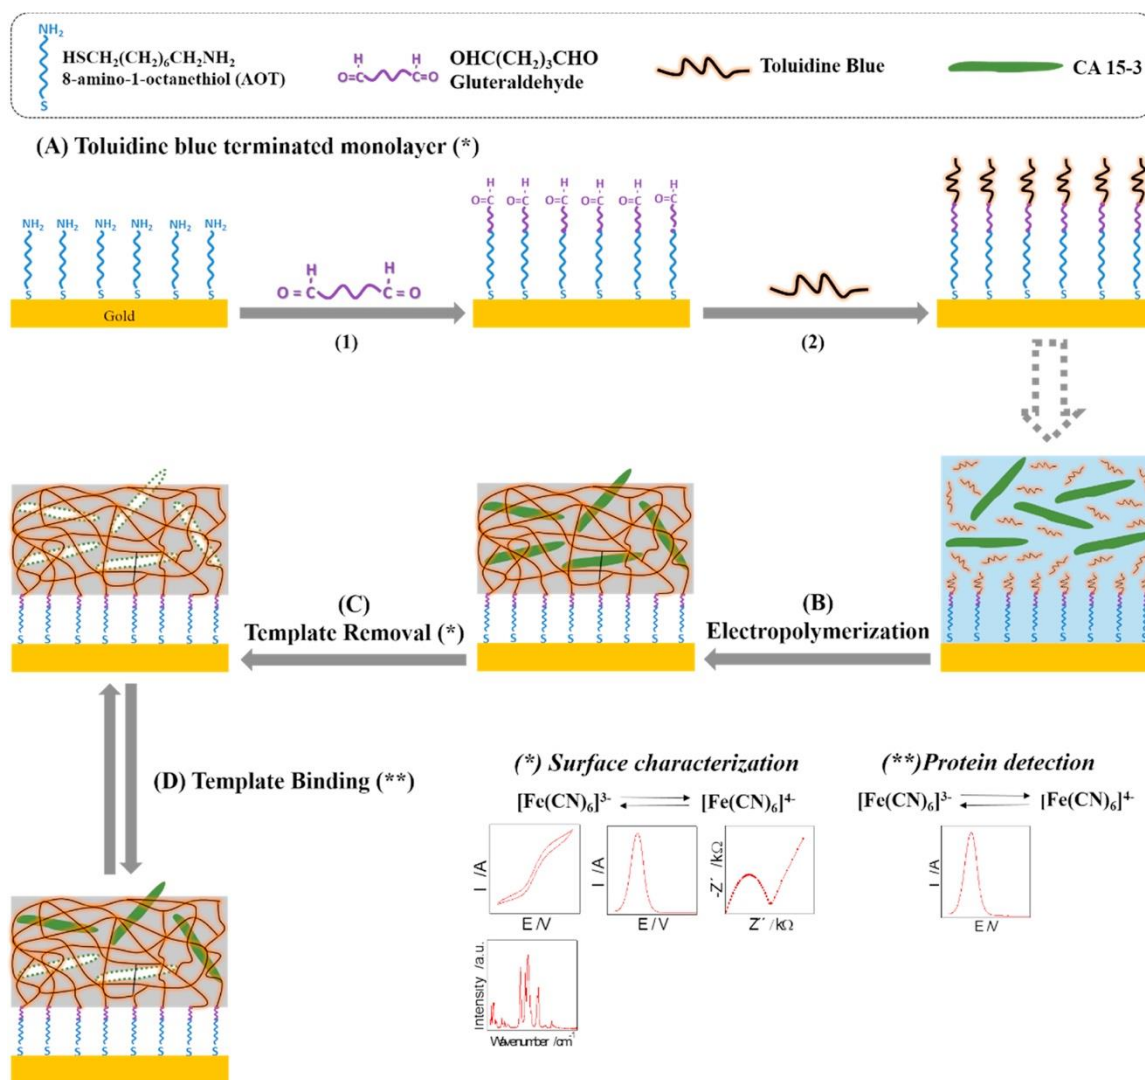 NH₂
HSCH₂(CH₂)₆CH₂NH₂
8-amino-1-octanethiol (AOT)
S
H H
O=C C=O
OHC(CH₂)₃CHO
Gluteraldehyde
Toluidine Blue
CA 15-3
(A) Toluidine blue terminated monolayer (*)
H H H H H H
O=C O=C O=C O=C O=C O=C
NH₂ NH₂ NH₂ NH₂ NH₂ NH₂
H H
O=C C=O
S S S S S S
S S S S S S
S S S S S S
Gold
(1)
(2)
(C)
Template Removal (*)
(B)
Electropolymerization
S S S S S S S S
S S S S S S S S
S S S S S S S S
(D) Template Binding (**)
(*) Surface characterization
(**)Protein detection
[Fe(CN)₆]³⁻ [Fe(CN)₆]⁴⁻
[Fe(CN)₆]³⁻ [Fe(CN)₆]⁴⁻
I /A
E /V
I /A
E / V
-Z´ /kΩ
Z´ /kΩ
I /A
E /V
Intensity /a.u.
Wavenumber /cm⁻¹
S S S S S S S S